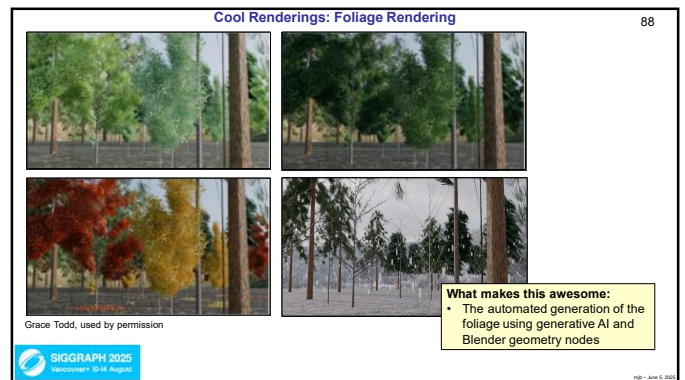 Cool Renderings: Foliage Rendering
88
What makes this awesome:
• The automated generation of the
foliage using generative AI and
Blender geometry nodes
Grace Todd, used by permission
SIGGRAPH 2025
Vancouver+ 10-14 August
mjb – June 5, 2025